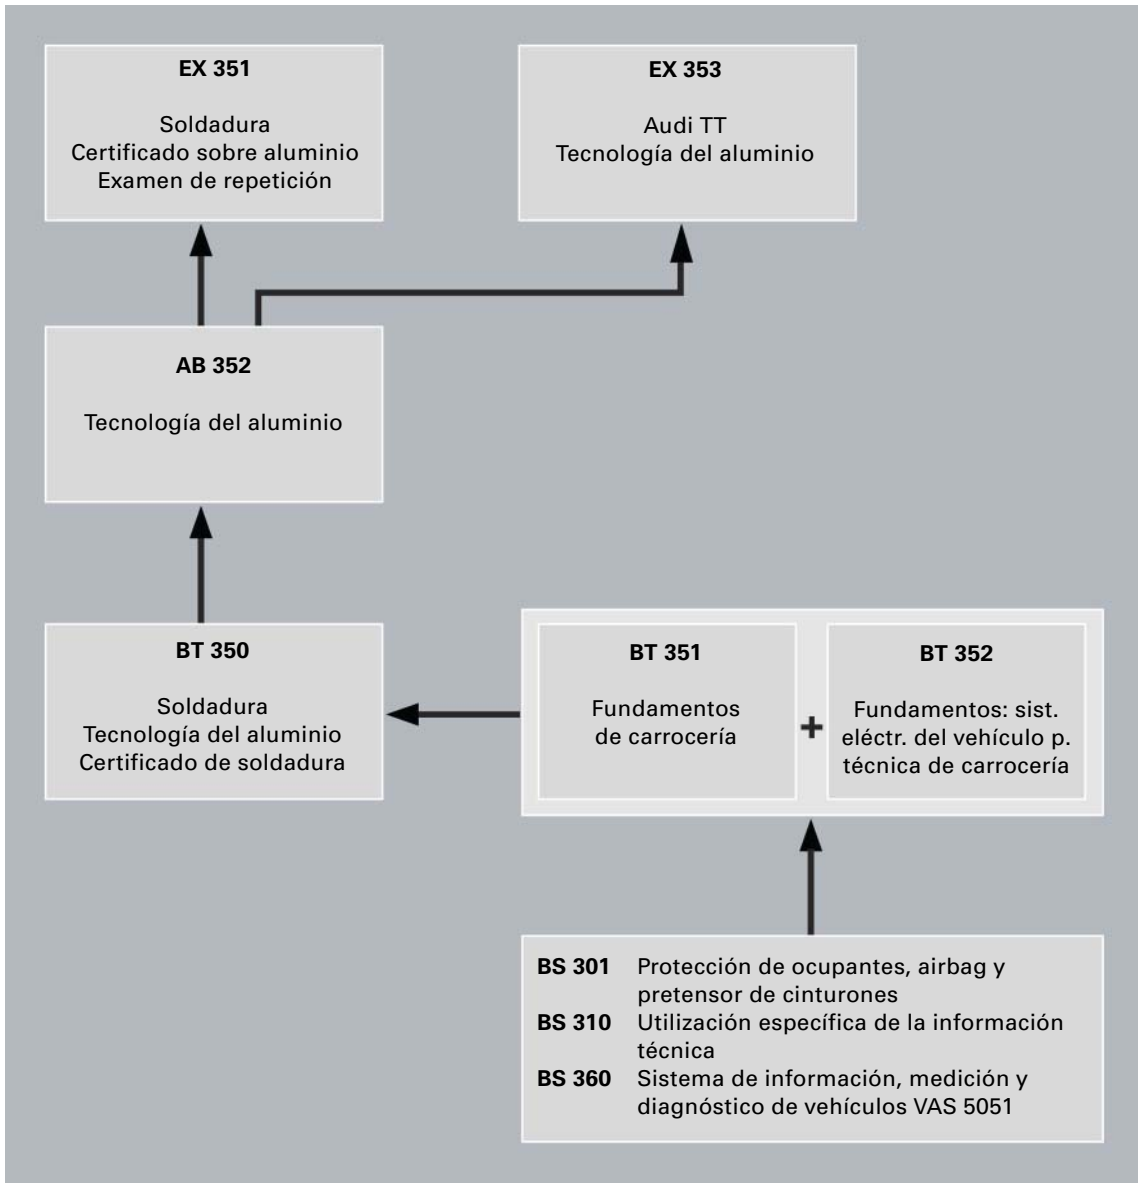 EX 351
Soldadura
Certificado sobre aluminio
Examen de repetición
EX 353
Audi TT
Tecnología del aluminio
AB 352
Tecnología del aluminio
BT 350
Soldadura
Tecnología del aluminio
Certificado de soldadura
BT 351
Fundamentos
de carrocería
+
BT 352
Fundamentos: sist.
eléctr. del vehículo p.
técnica de carrocería
BS 301 Protección de ocupantes, airbag y
pretensor de cinturones
BS 310 Utilización específica de la información
técnica
BS 360 Sistema de información, medición y
diagnóstico de vehículos VAS 5051